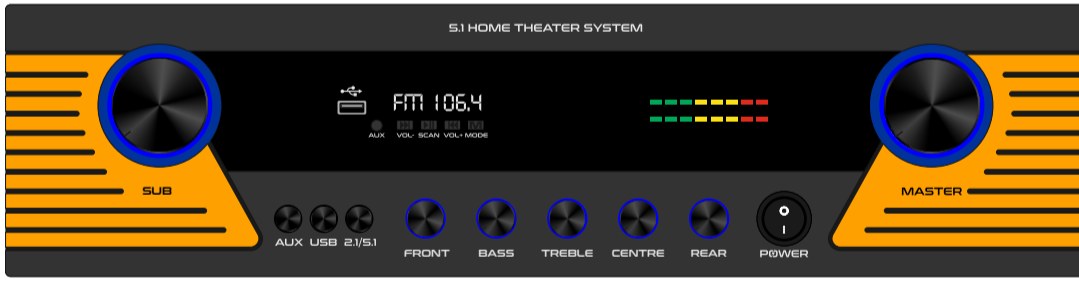 5.1 HOME THEATER SYSTEM
FM 106.4
AUX VOL- SCAN VOL+ MODE
SUB
MASTER
AUX USB 2.1/5.1
FRONT BASS TREBLE CENTRE REAR POWER